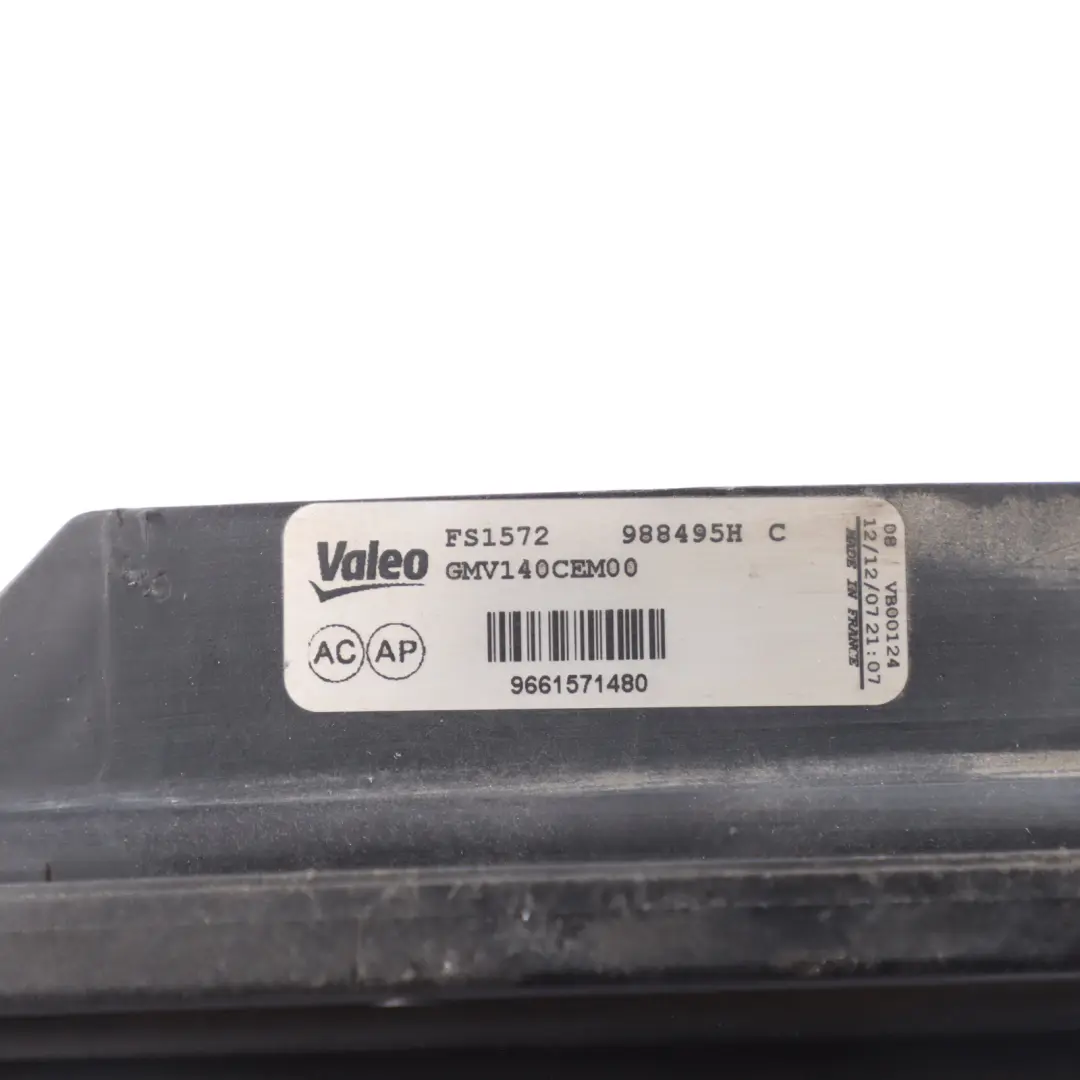 Valeo
FS1572 988495H C
GMV140CEM00
AC AP
9661571480
08 VB00124
12/12/07 21:07
MADE IN FRANCE